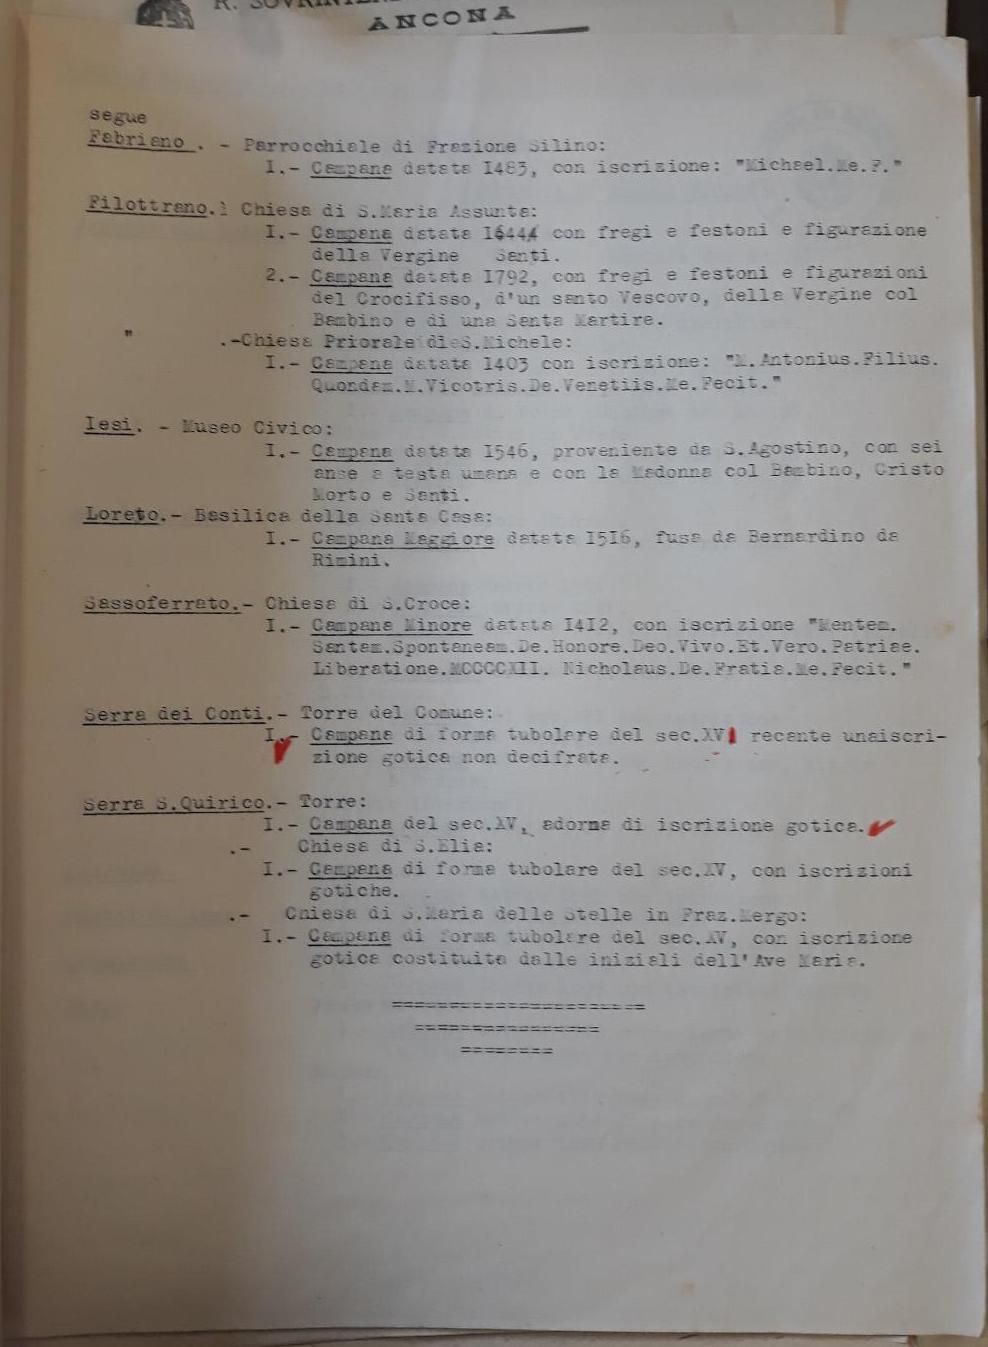 R. SOVRINTEN
ANCONA
segue
Fabriano . - Parrocchiale di Frazione Silino:
I.- Campana datata I483, con iscrizione: "Michael.Me.F."
Filottrano. Chiesa di S.Maria Assunta:
I.- Campana datata I6444 con fregi e festoni e figurazione
della Vergine Santi.
2.- Campana datata I792, con fregi e festoni e figurazioni
del Crocifisso, d'un santo Vescovo, della Vergine col
Bambino e di una Santa Martire.
" .-Chiesa Priorale di S.Michele:
I.- Campana datata I403 con iscrizione: "M.Antonius.Filius.
Quondam.M.Vicotris.De.Venetiis.Me.Fecit."
Iesi. - Museo Civico:
I.- Campana datata I546, proveniente da S.Agostino, con sei
anse a testa umana e con la Madonna col Bambino, Cristo
Morto e Santi.
Loreto.- Basilica della Santa Casa:
I.- Campana Maggiore datata I5I6, fusa da Bernardino da
Rimini.
Sassoferrato.- Chiesa di S.Croce:
I.- Campana Minore datata I4I2, con iscrizione "Mentem.
Santam.Spontaneam.De.Honore.Deo.Vivo.Et.Vero.Patriae.
Liberatione.MCCCCXII. Nicholaus.De.Fratis.Me.Fecit."
Serra dei Conti.- Torre del Comune:
I.- Campana di forma tubolare del sec.XV, recante unaiscri-
zione gotica non decifrata.
Serra S.Quirico.- Torre:
I.- Campana del sec.XV, adorna di iscrizione gotica.
.- Chiesa di S.Elia:
I.- Campana di forma tubolare del sec.XV, con iscrizioni
gotiche.
.- Chiesa di S.Maria delle Stelle in Fraz.Mergo:
I.- Campana di forma tubolare del sec.XV, con iscrizione
gotica costituita dalle iniziali dell'Ave Maria.